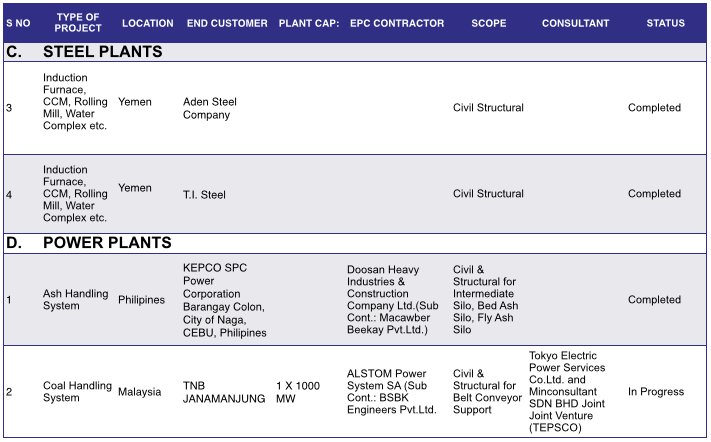 S NO TYPE OF PROJECT LOCATION END CUSTOMER PLANT CAP: EPC CONTRACTOR SCOPE CONSULTANT STATUS
C. STEEL PLANTS
3
Induction
Furnace,
CCM, Rolling
Mill, Water
Complex etc.
Yemen
Aden Steel
Company
Civil Structural
Completed
4
Induction
Furnace,
CCM, Rolling
Mill, Water
Complex etc.
Yemen
T.I. Steel
Civil Structural
Completed
D. POWER PLANTS
1
Ash Handling
System
Philipines
KEPCO SPC
Power
Corporation
Barangay Colon,
City of Naga,
CEBU, Philipines
Doosan Heavy
Industries &
Construction
Company Ltd.(Sub
Cont.: Macawber
Beekay Pvt.Ltd.)
Civil &
Structural for
Intermediate
Silo, Bed Ash
Silo, Fly Ash
Silo
Completed
2
Coal Handling
System
Malaysia
TNB
JANAMANJUNG
1 X 1000
MW
ALSTOM Power
System SA (Sub
Cont.: BSBK
Engineers Pvt.Ltd.
Civil &
Structural for
Belt Conveyor
Support
Tokyo Electric
Power Services
Co.Ltd. and
Minconsultant
SDN BHD Joint
Joint Venture
(TEPSCO)
In Progress